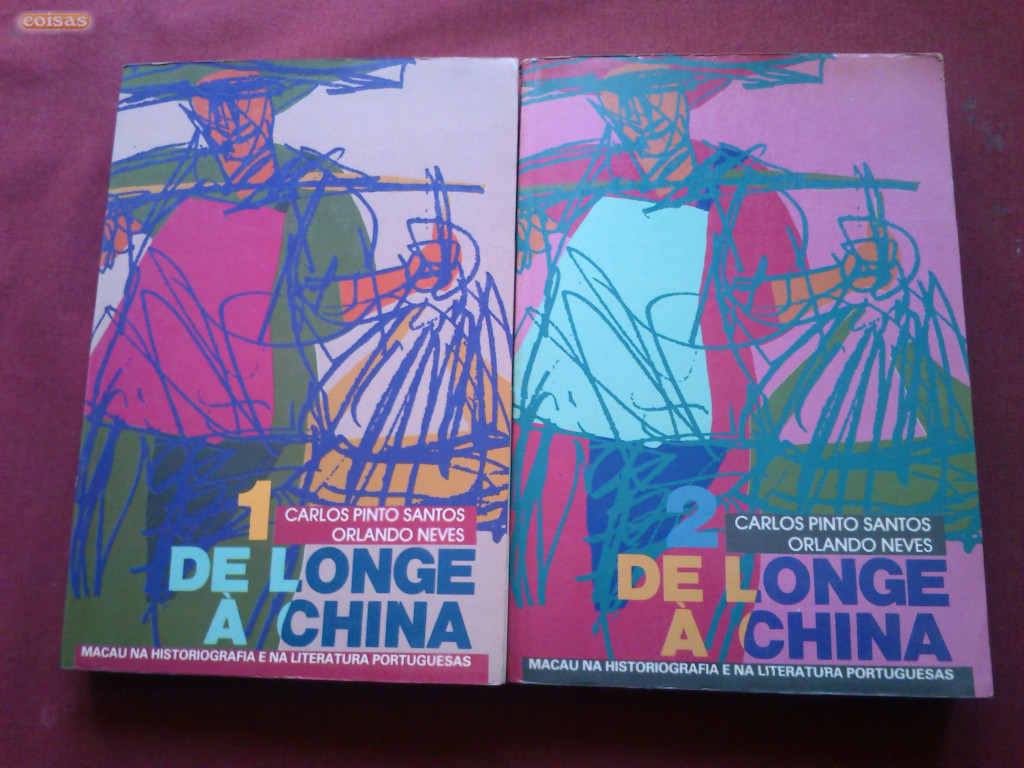 coisas
1
CARLOS PINTO SANTOS
ORLANDO NEVES
DE LONGE
À CHINA
MACAU NA HISTORIOGRAFIA E NA LITERATURA PORTUGUESAS
2
CARLOS PINTO SANTOS
ORLANDO NEVES
DE LONGE
À CHINA
MACAU NA HISTORIOGRAFIA E NA LITERATURA PORTUGUESAS